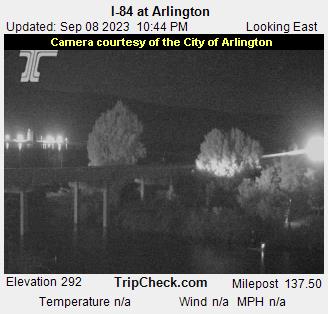 I-84 at Arlington
Updated: Sep 08 2023 10:44 PM Looking East
Camera courtesy of the City of Arlington
Elevation 292 TripCheck.com Milepost 137.50
Temperature n/a Wind n/a MPH n/a